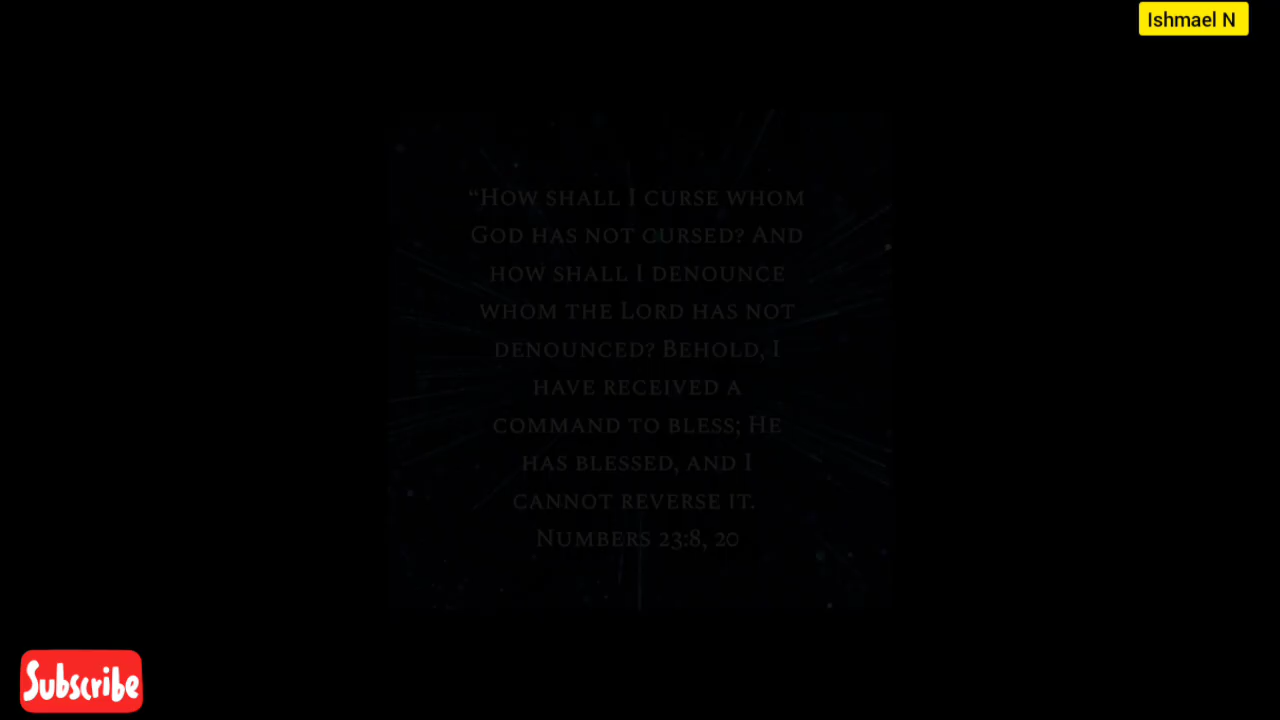 Ishmael N
“How shall I curse whom
God has not cursed? And
how shall I denounce
whom the Lord has not
denounced? Behold, I
have received a
command to bless; He
has blessed, and I
cannot reverse it.
Numbers 23:8, 20
Subscribe